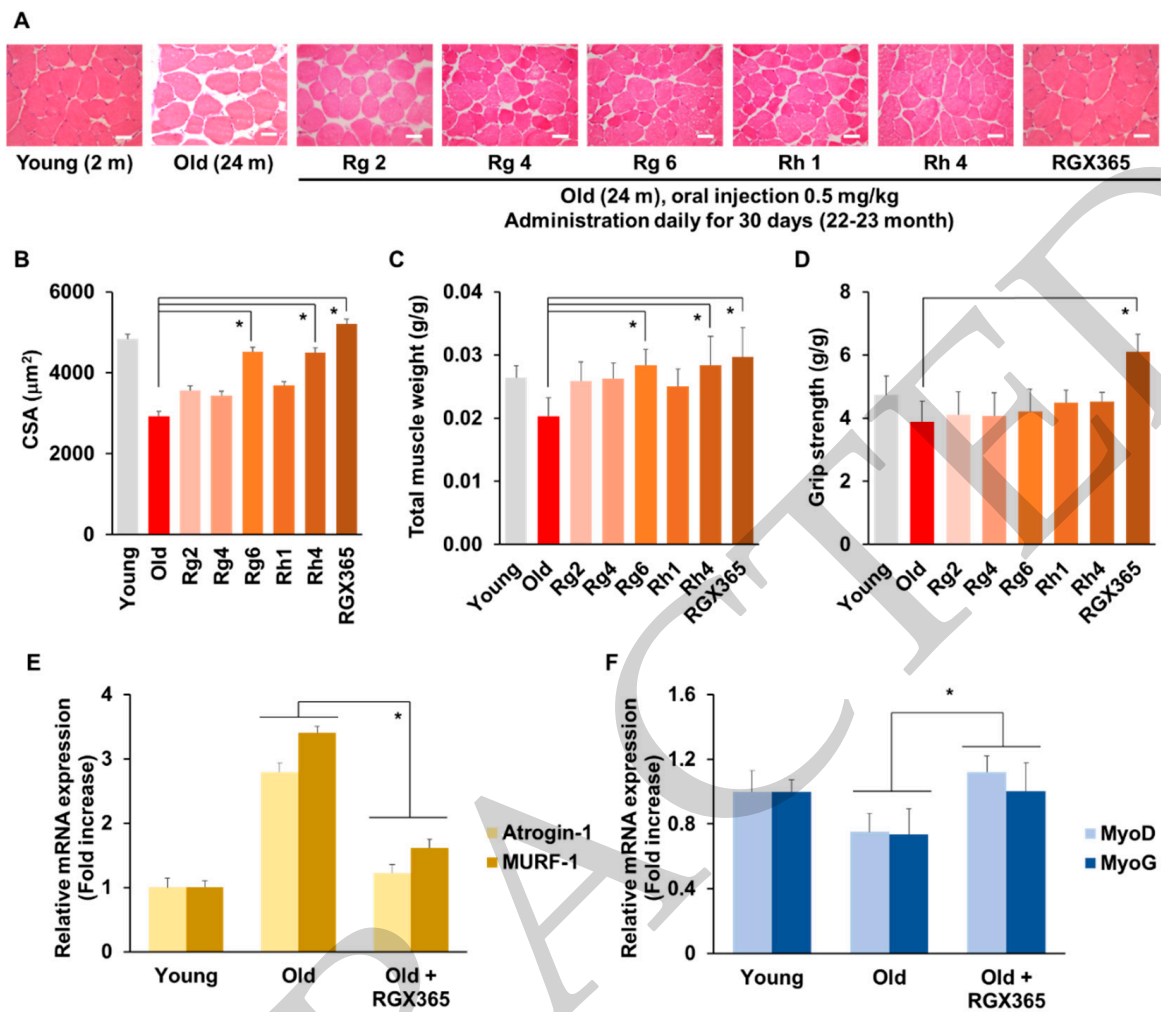 A
Young (2 m) Old (24 m) Rg 2 Rg 4 Rg 6 Rh 1 Rh 4 RGX365
Old (24 m), oral injection 0.5 mg/kg
Administration daily for 30 days (22-23 month)
B
CSA (μm²)
6000
4000
2000
0
* * *
Young Old Rg2 Rg4 Rg6 Rh1 Rh4 RGX365
C
Total muscle weight (g/g)
0.04
0.03
0.02
0.01
0.00
* * *
Young Old Rg2 Rg4 Rg6 Rh1 Rh4 RGX365
D
Grip strength (g/g)
8
6
4
2
0
*
Young Old Rg2 Rg4 Rg6 Rh1 Rh4 RGX365
E
Relative mRNA expression
(Fold increase)
4
3
2
1
0
*
Atrogin-1
MURF-1
Young Old Old +
RGX365
F
Relative mRNA expression
(Fold increase)
1.6
1.2
0.8
0.4
0
*
MyoD
MyoG
Young Old Old +
RGX365